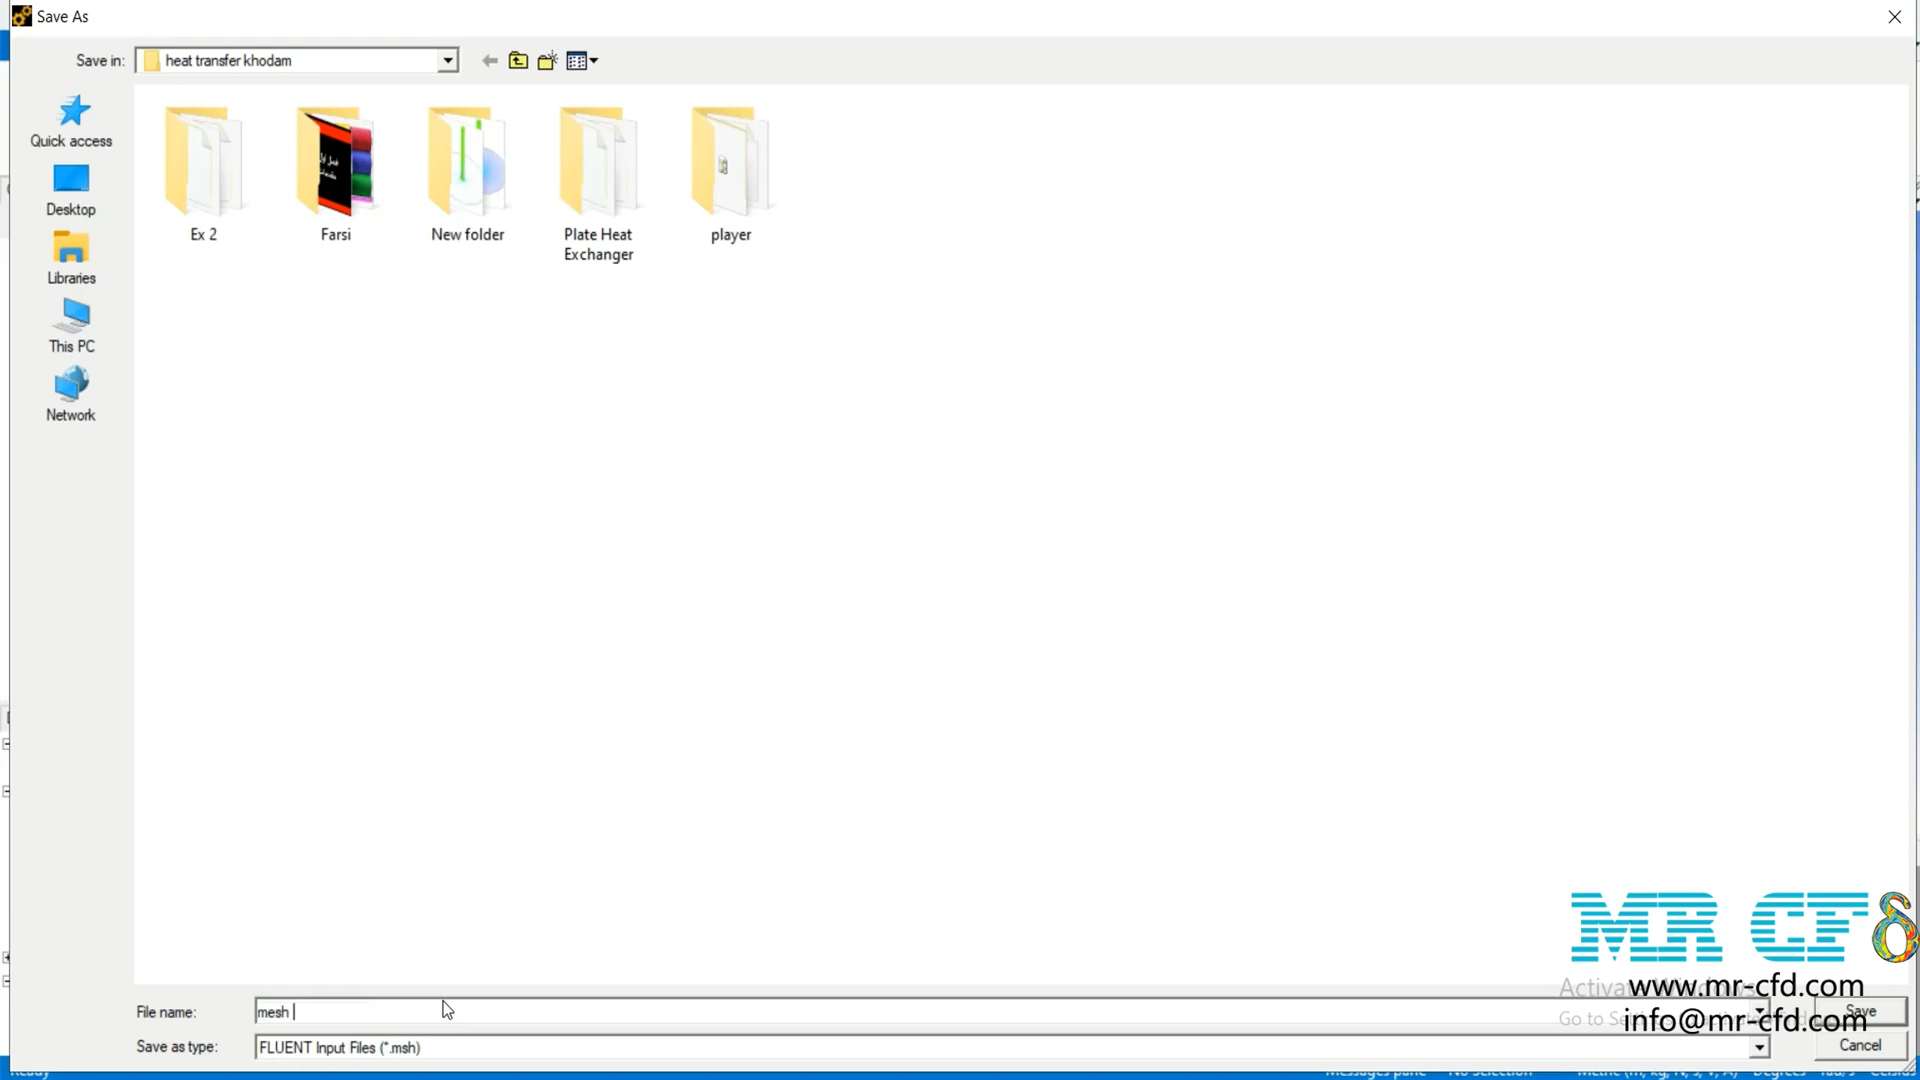 Save As
Save in:
heat transfer khodam
Quick access
Desktop
Libraries
This PC
Network
Ex 2
Farsi
New folder
Plate Heat
Exchanger
player
MR CFD
www.mr-cfd.com
info@mr-cfd.com
File name:
mesh
Save
Save as type:
FLUENT Input Files (*.msh)
Cancel
Ready